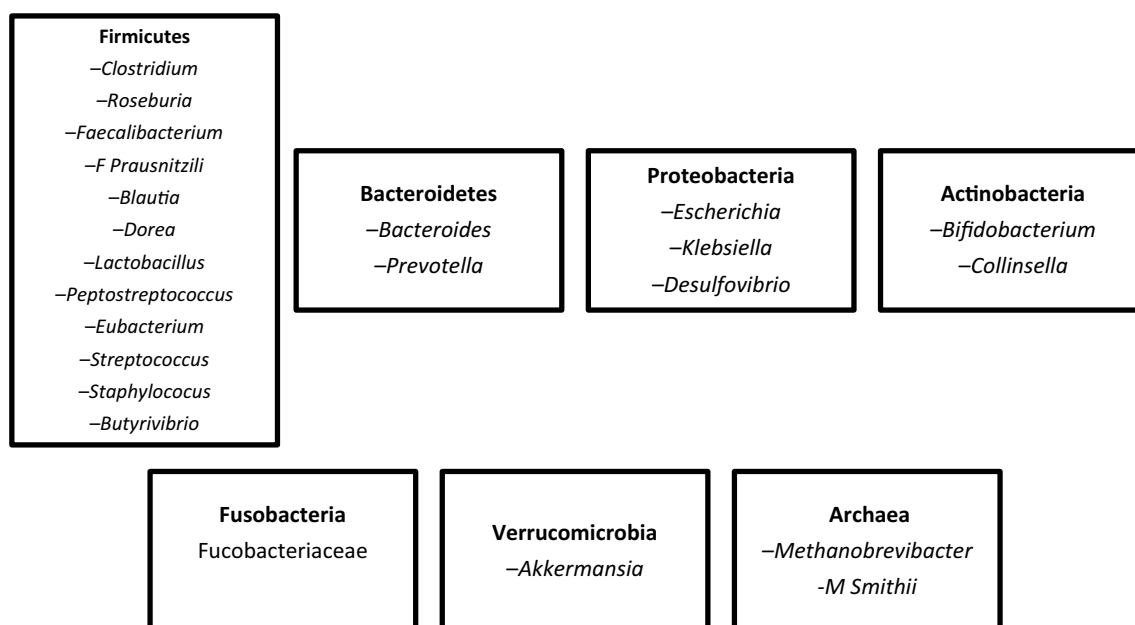 Firmicutes
–Clostridium
–Roseburia
–Faecalibacterium
–F Prausnitzili
–Blautia
–Dorea
–Lactobacillus
–Peptostreptococcus
–Eubacterium
–Streptococcus
–Staphylococus
–Butyrivibrio
Bacteroidetes
–Bacteroides
–Prevotella
Proteobacteria
–Escherichia
–Klebsiella
–Desulfovibrio
Actinobacteria
–Bifidobacterium
–Collinsella
Fusobacteria
Fucobacteriaceae
Verrucomicrobia
–Akkermansia
Archaea
–Methanobrevibacter
-M Smithii